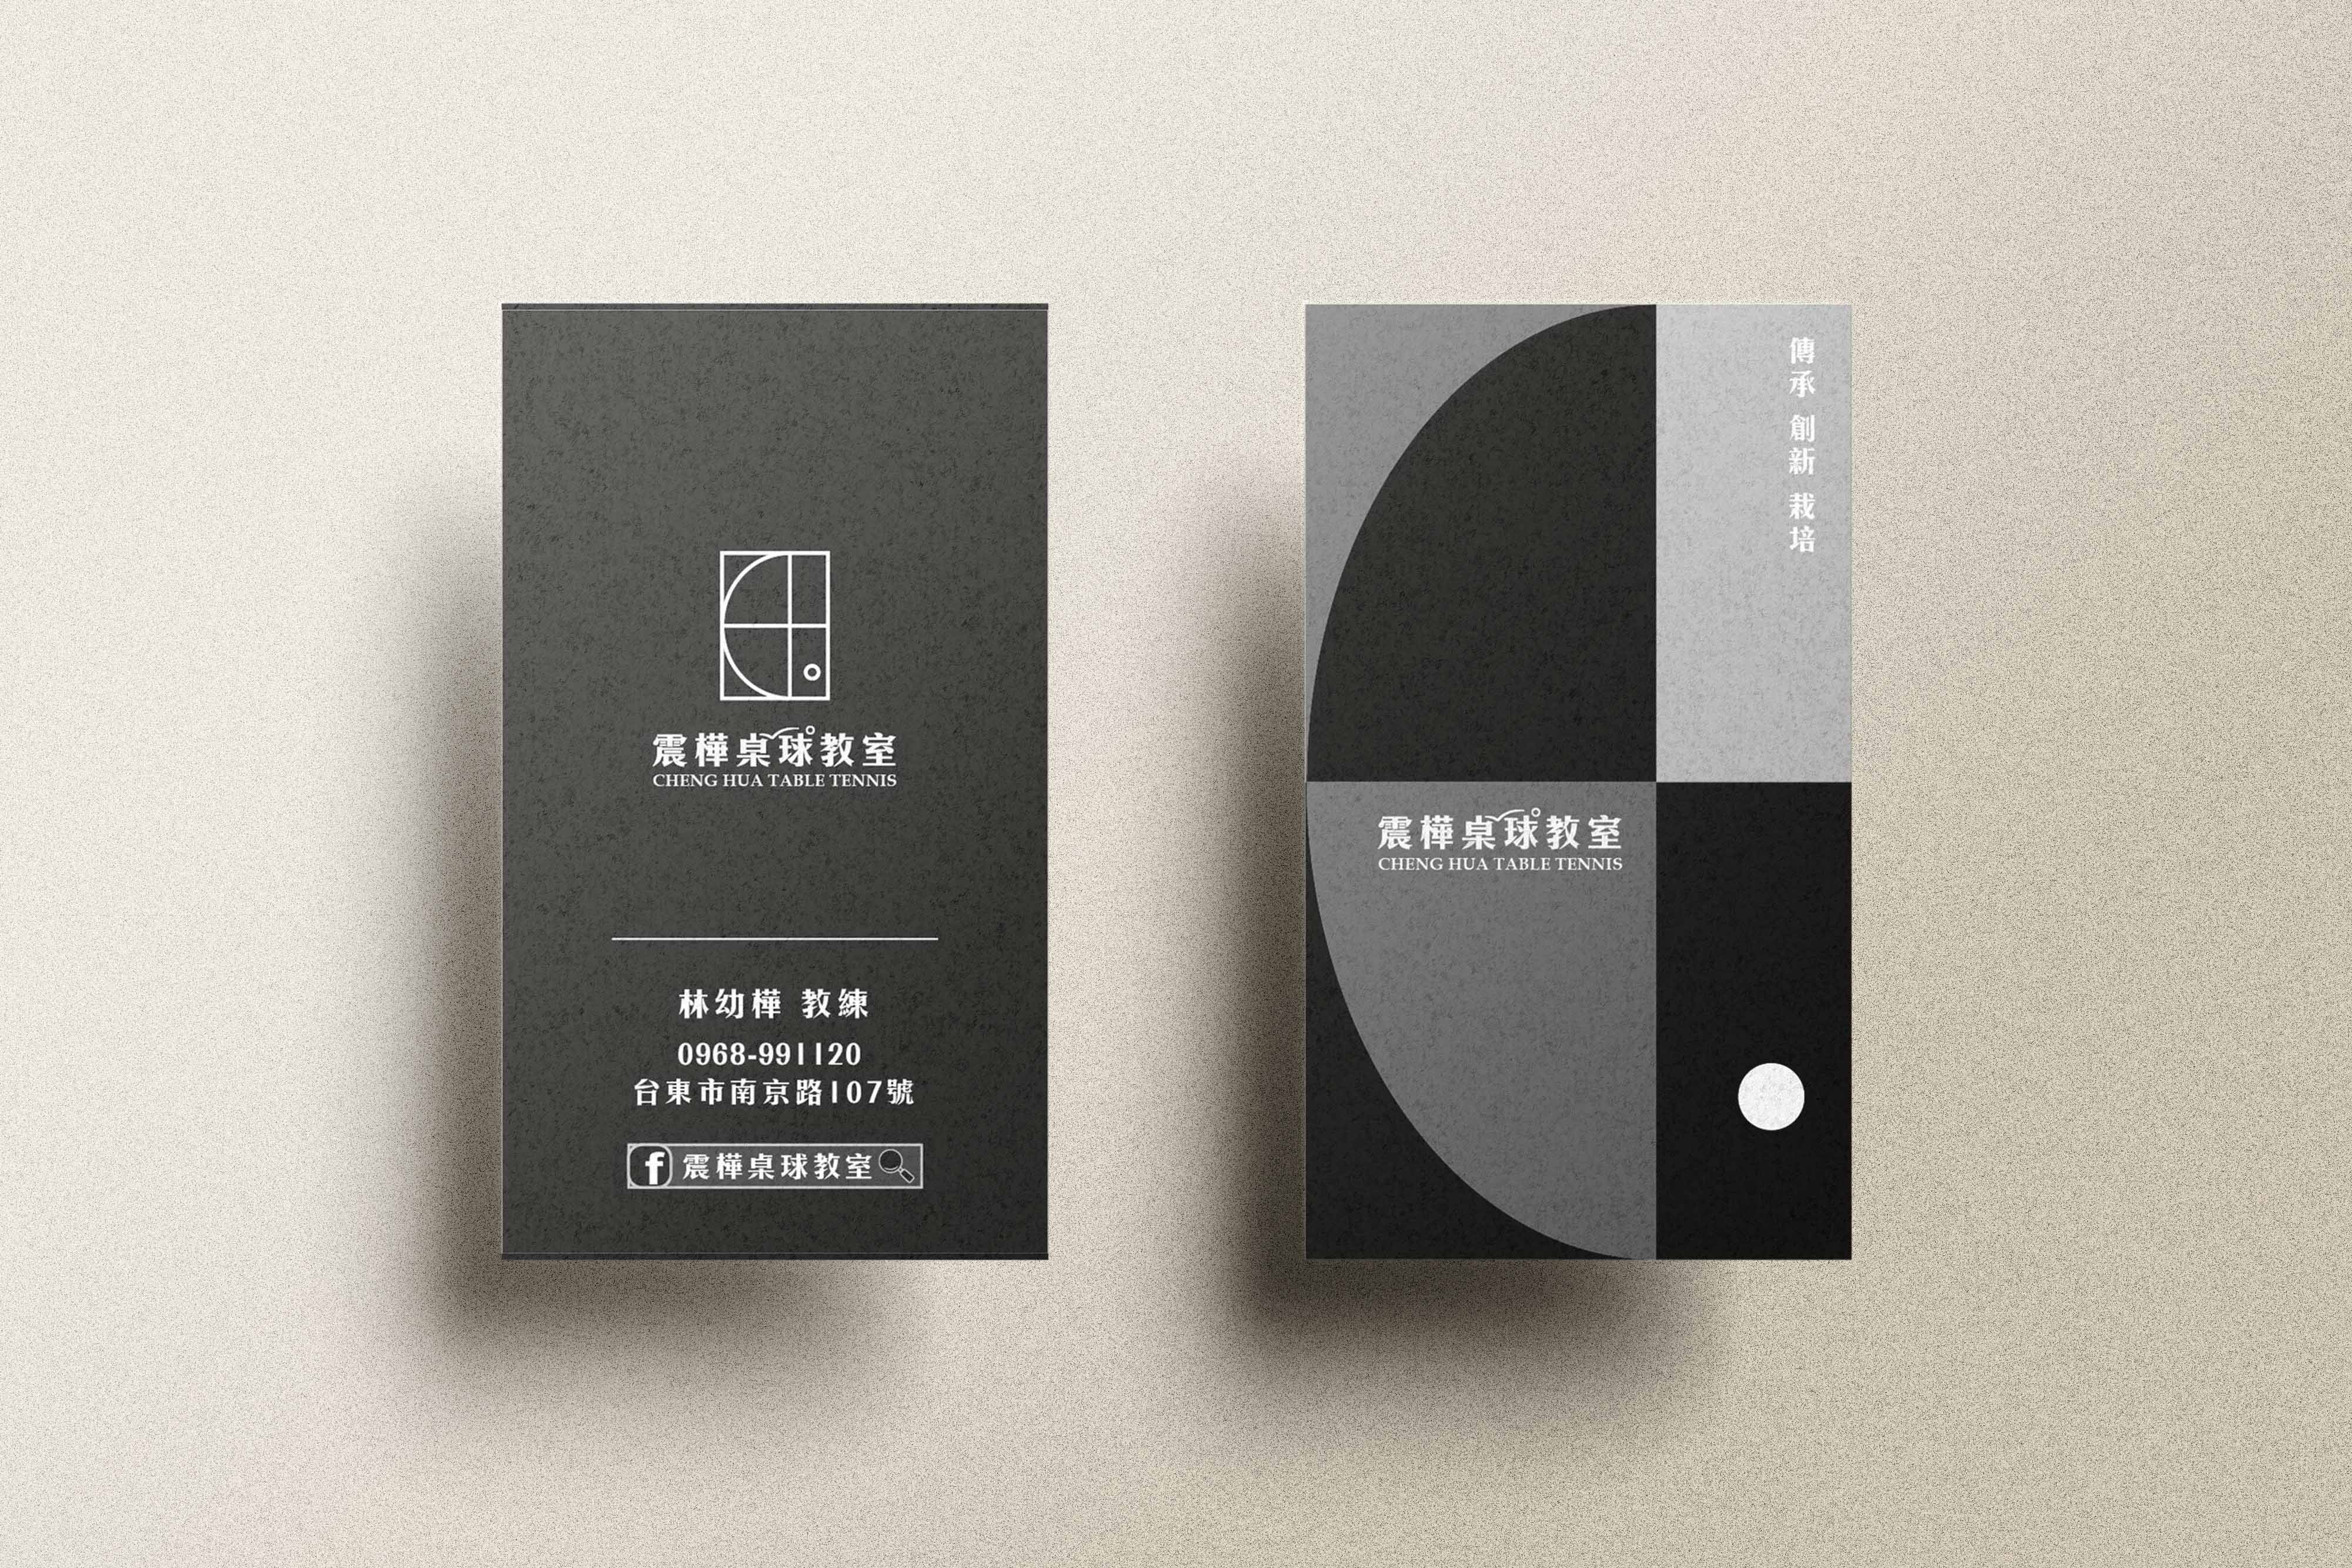 震樺桌球教室
CHENG HUA TABLE TENNIS
林幼樺 教練
0968-991120
台東市南京路107號
f 震樺桌球教室
傳承 創新 栽培
震樺桌球教室
CHENG HUA TABLE TENNIS